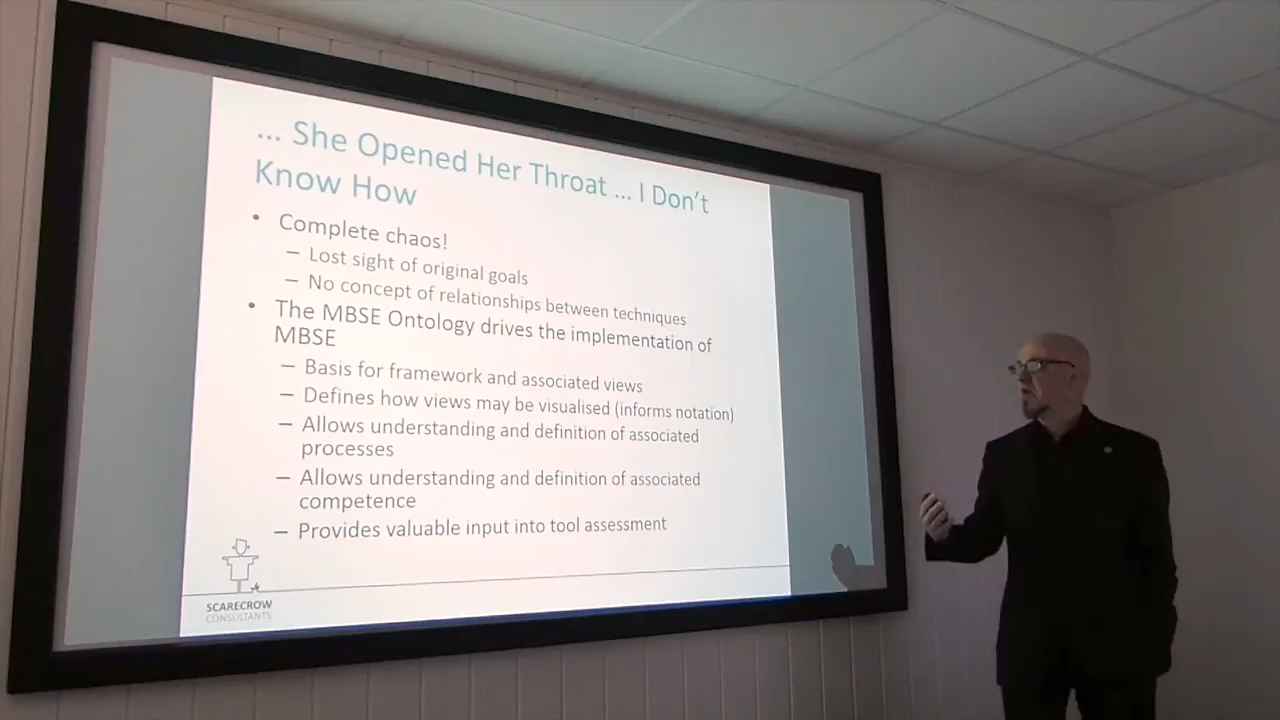 ... She Opened Her Throat ... I Don't
Know How
• Complete chaos!
– Lost sight of original goals
– No concept of relationships between techniques
• The MBSE Ontology drives the implementation of
MBSE
– Basis for framework and associated views
– Defines how views may be visualised (informs notation)
– Allows understanding and definition of associated
processes
– Allows understanding and definition of associated
competence
– Provides valuable input into tool assessment
SCARECROW
CONSULTANTS